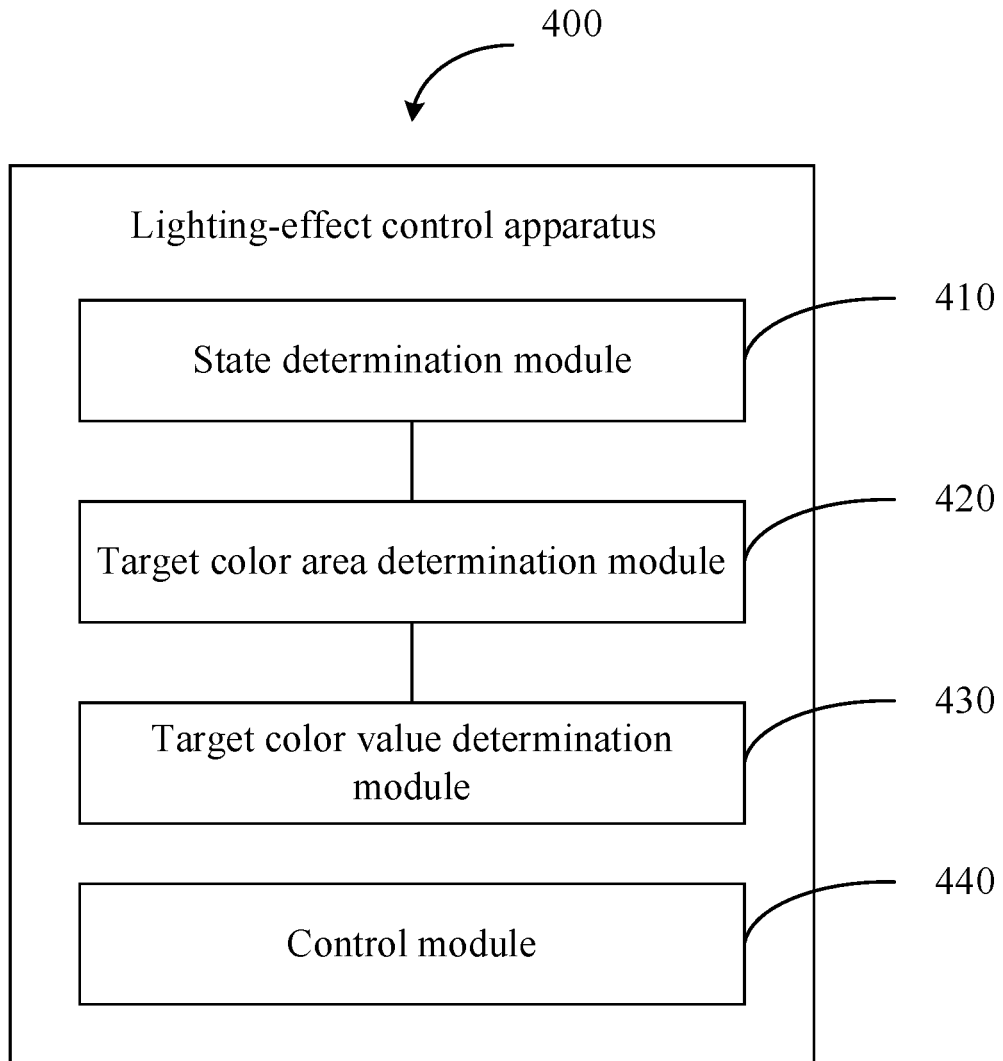 400
Lighting-effect control apparatus
410
State determination module
420
Target color area determination module
430
Target color value determination
module
440
Control module